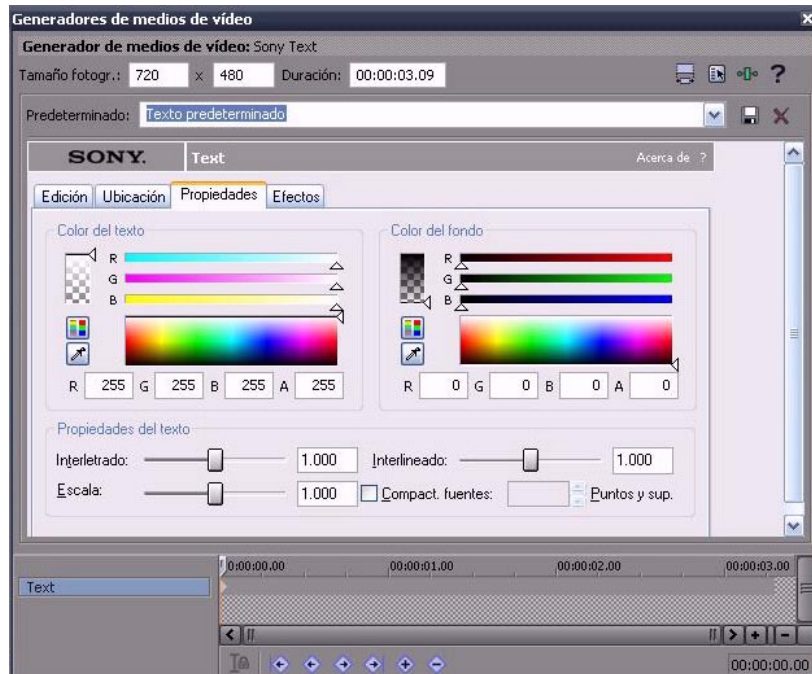 Generadores de medios de vídeo
Generador de medios de vídeo: Sony Text
Tamaño fotogr.: 720 x 480 Duración: 00:00:03.09 ?
Predeterminado: Texto predeterminado
SONY. Text Acerca de ?
Edición Ubicación Propiedades Efectos
Color del texto
R
G
B
R 255 G 255 B 255 A 255
Color del fondo
R
G
B
R 0 G 0 B 0 A 0
Propiedades del texto
Interletrado: 1.000 Interlineado: 1.000
Escala: 1.000 Compact. fuentes: Puntos y sup.
0:00:00.00 00:00:01.00 00:00:02.00 00:00:03.00
Text
00:00:00.00